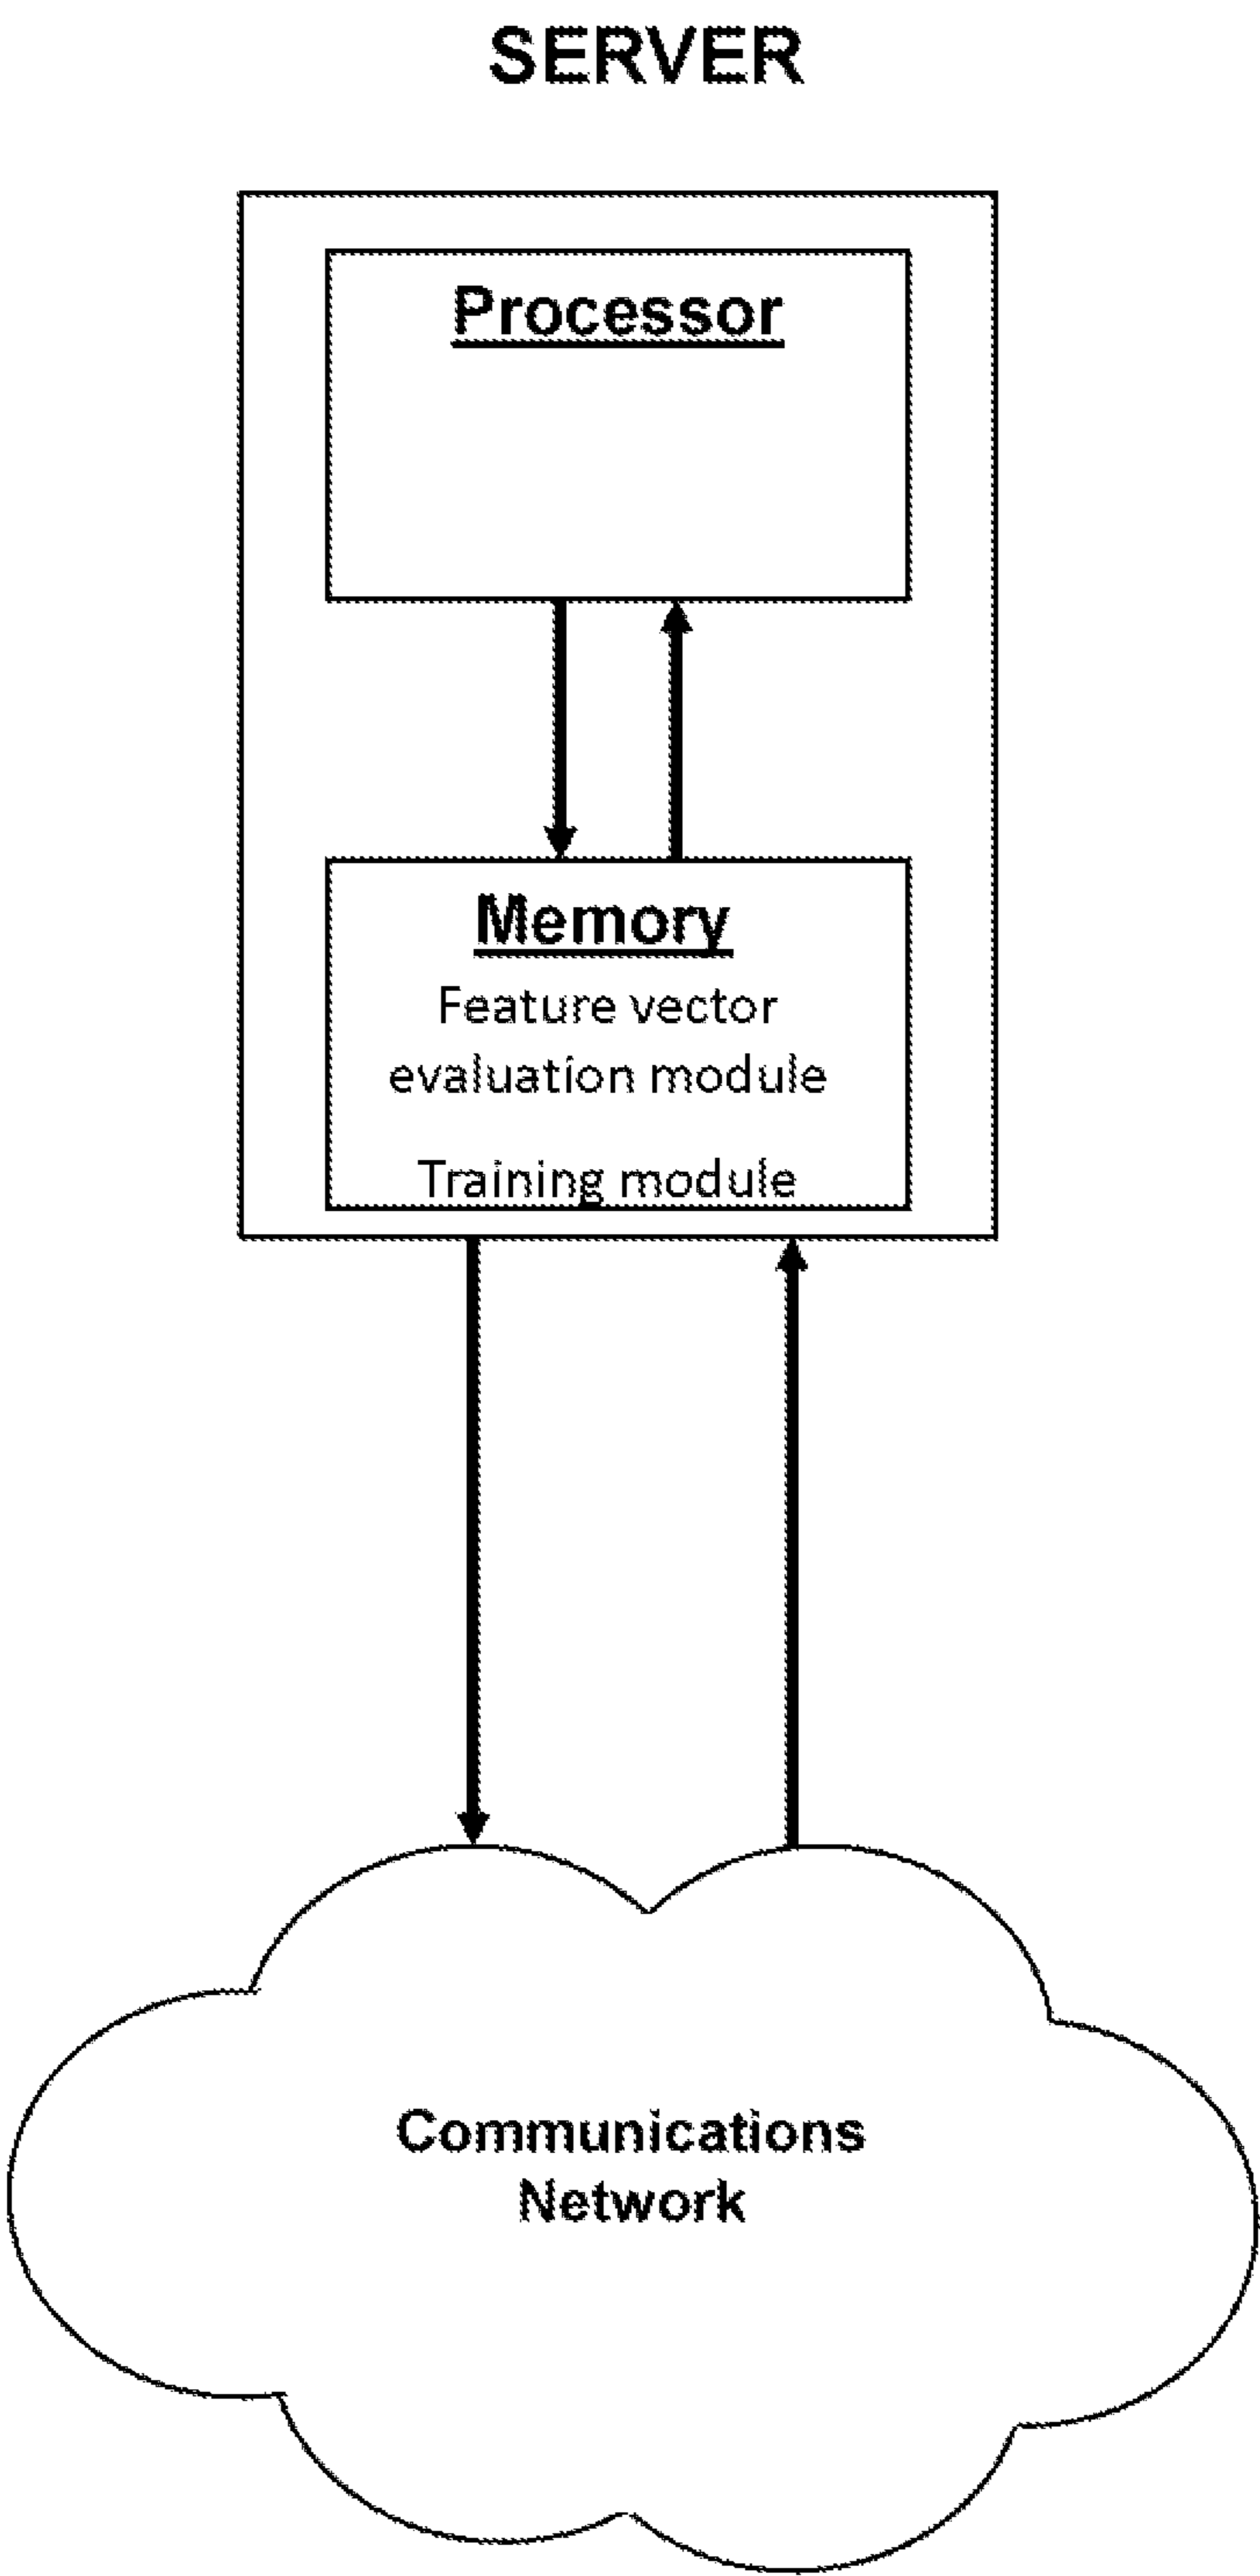 SERVER
Processor
Memory
Feature vector
evaluation module
Training module
Communications
Network